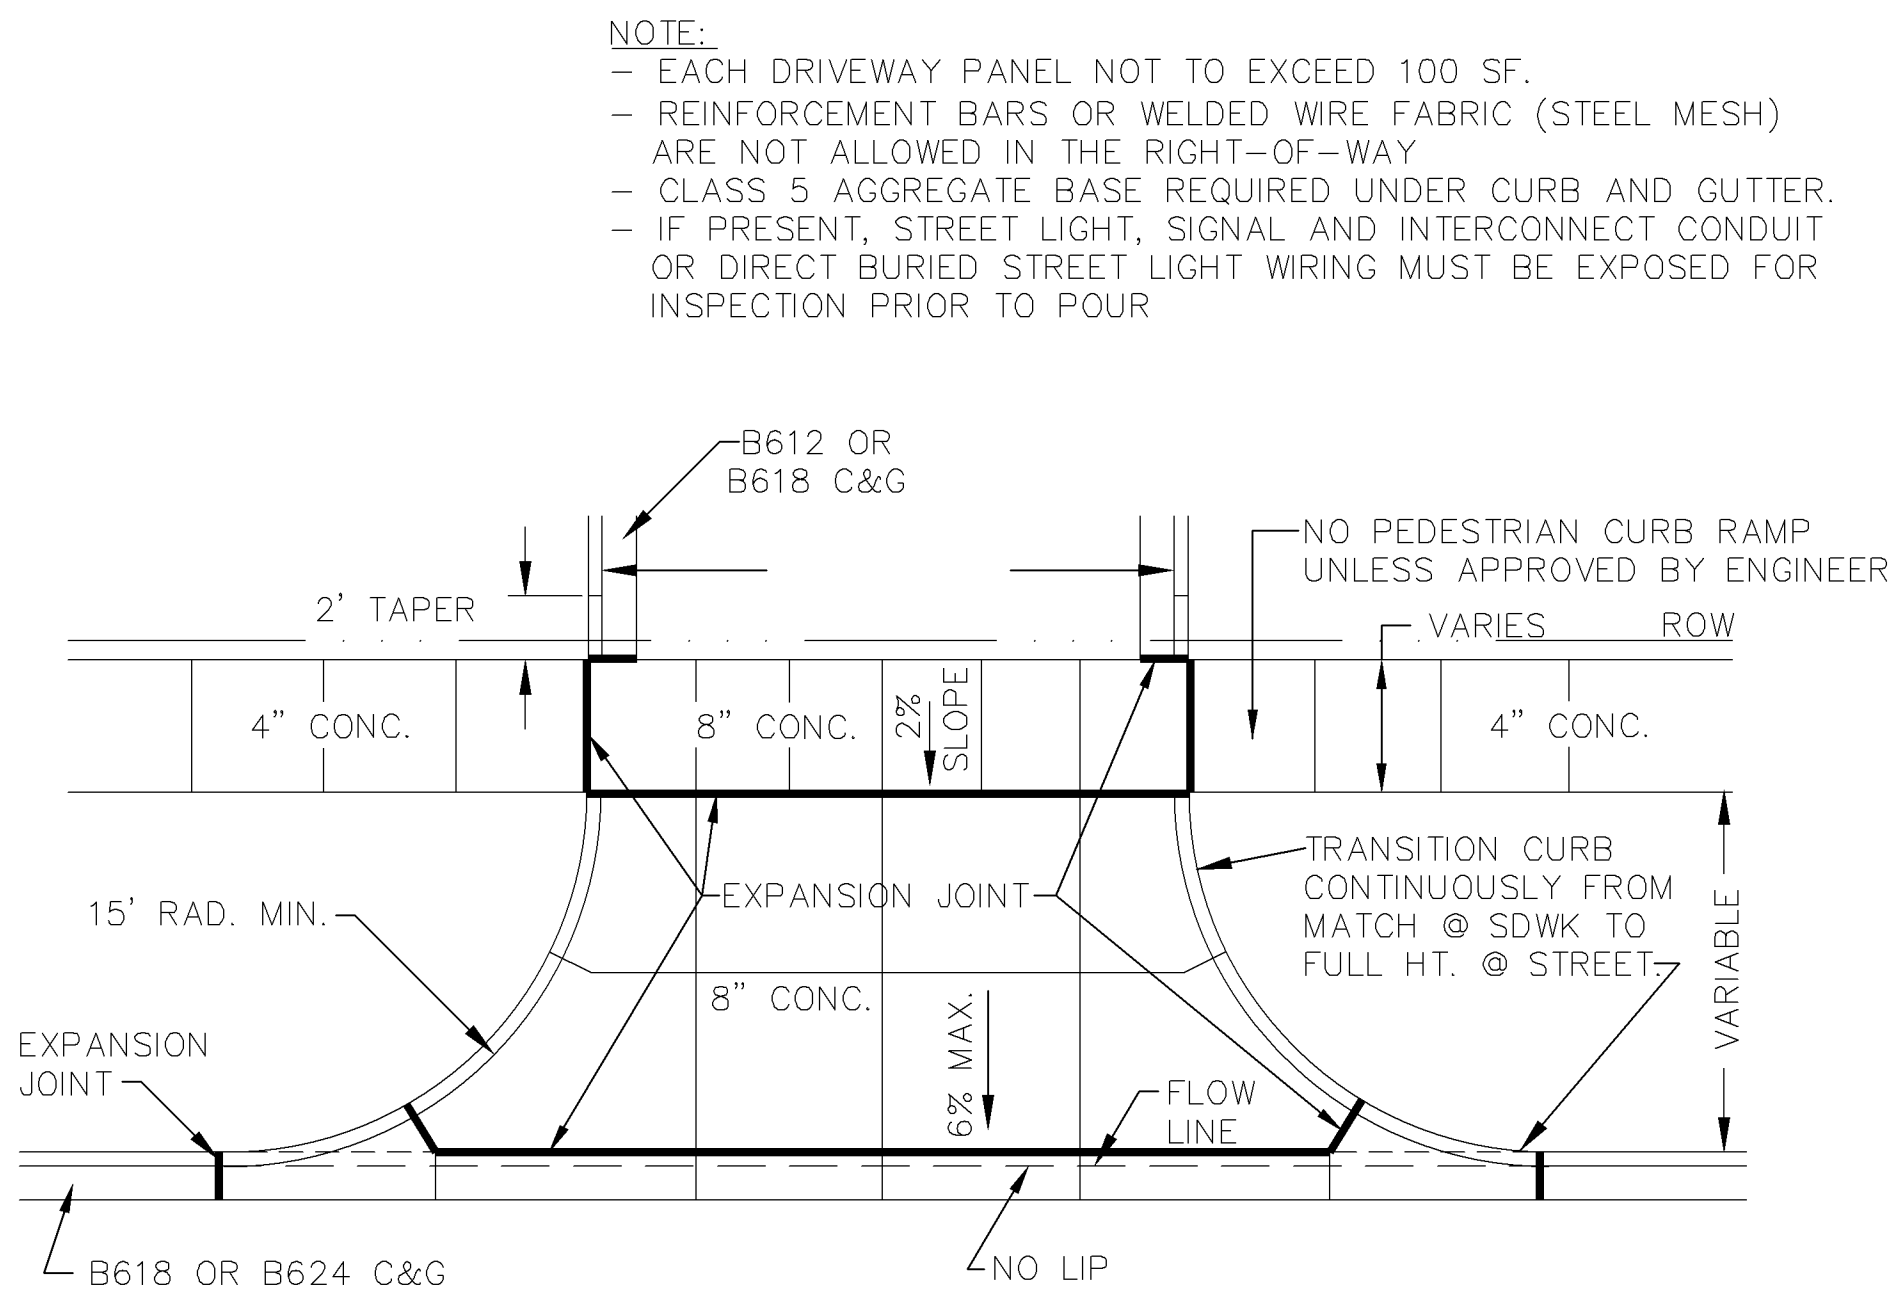 NOTE:
– EACH DRIVEWAY PANEL NOT TO EXCEED 100 SF.
– REINFORCEMENT BARS OR WELDED WIRE FABRIC (STEEL MESH)
ARE NOT ALLOWED IN THE RIGHT–OF–WAY
– CLASS 5 AGGREGATE BASE REQUIRED UNDER CURB AND GUTTER.
– IF PRESENT, STREET LIGHT, SIGNAL AND INTERCONNECT CONDUIT
OR DIRECT BURIED STREET LIGHT WIRING MUST BE EXPOSED FOR
INSPECTION PRIOR TO POUR
B612 OR
B618 C&G
NO PEDESTRIAN CURB RAMP
UNLESS APPROVED BY ENGINEER
2' TAPER
VARIES
ROW
4" CONC.
8" CONC.
2%
SLOPE
4" CONC.
TRANSITION CURB
CONTINUOUSLY FROM
MATCH @ SDWK TO
FULL HT. @ STREET.
EXPANSION JOINT
15' RAD. MIN.
VARIABLE
8" CONC.
6% MAX.
EXPANSION
JOINT
FLOW
LINE
B618 OR B624 C&G
NO LIP